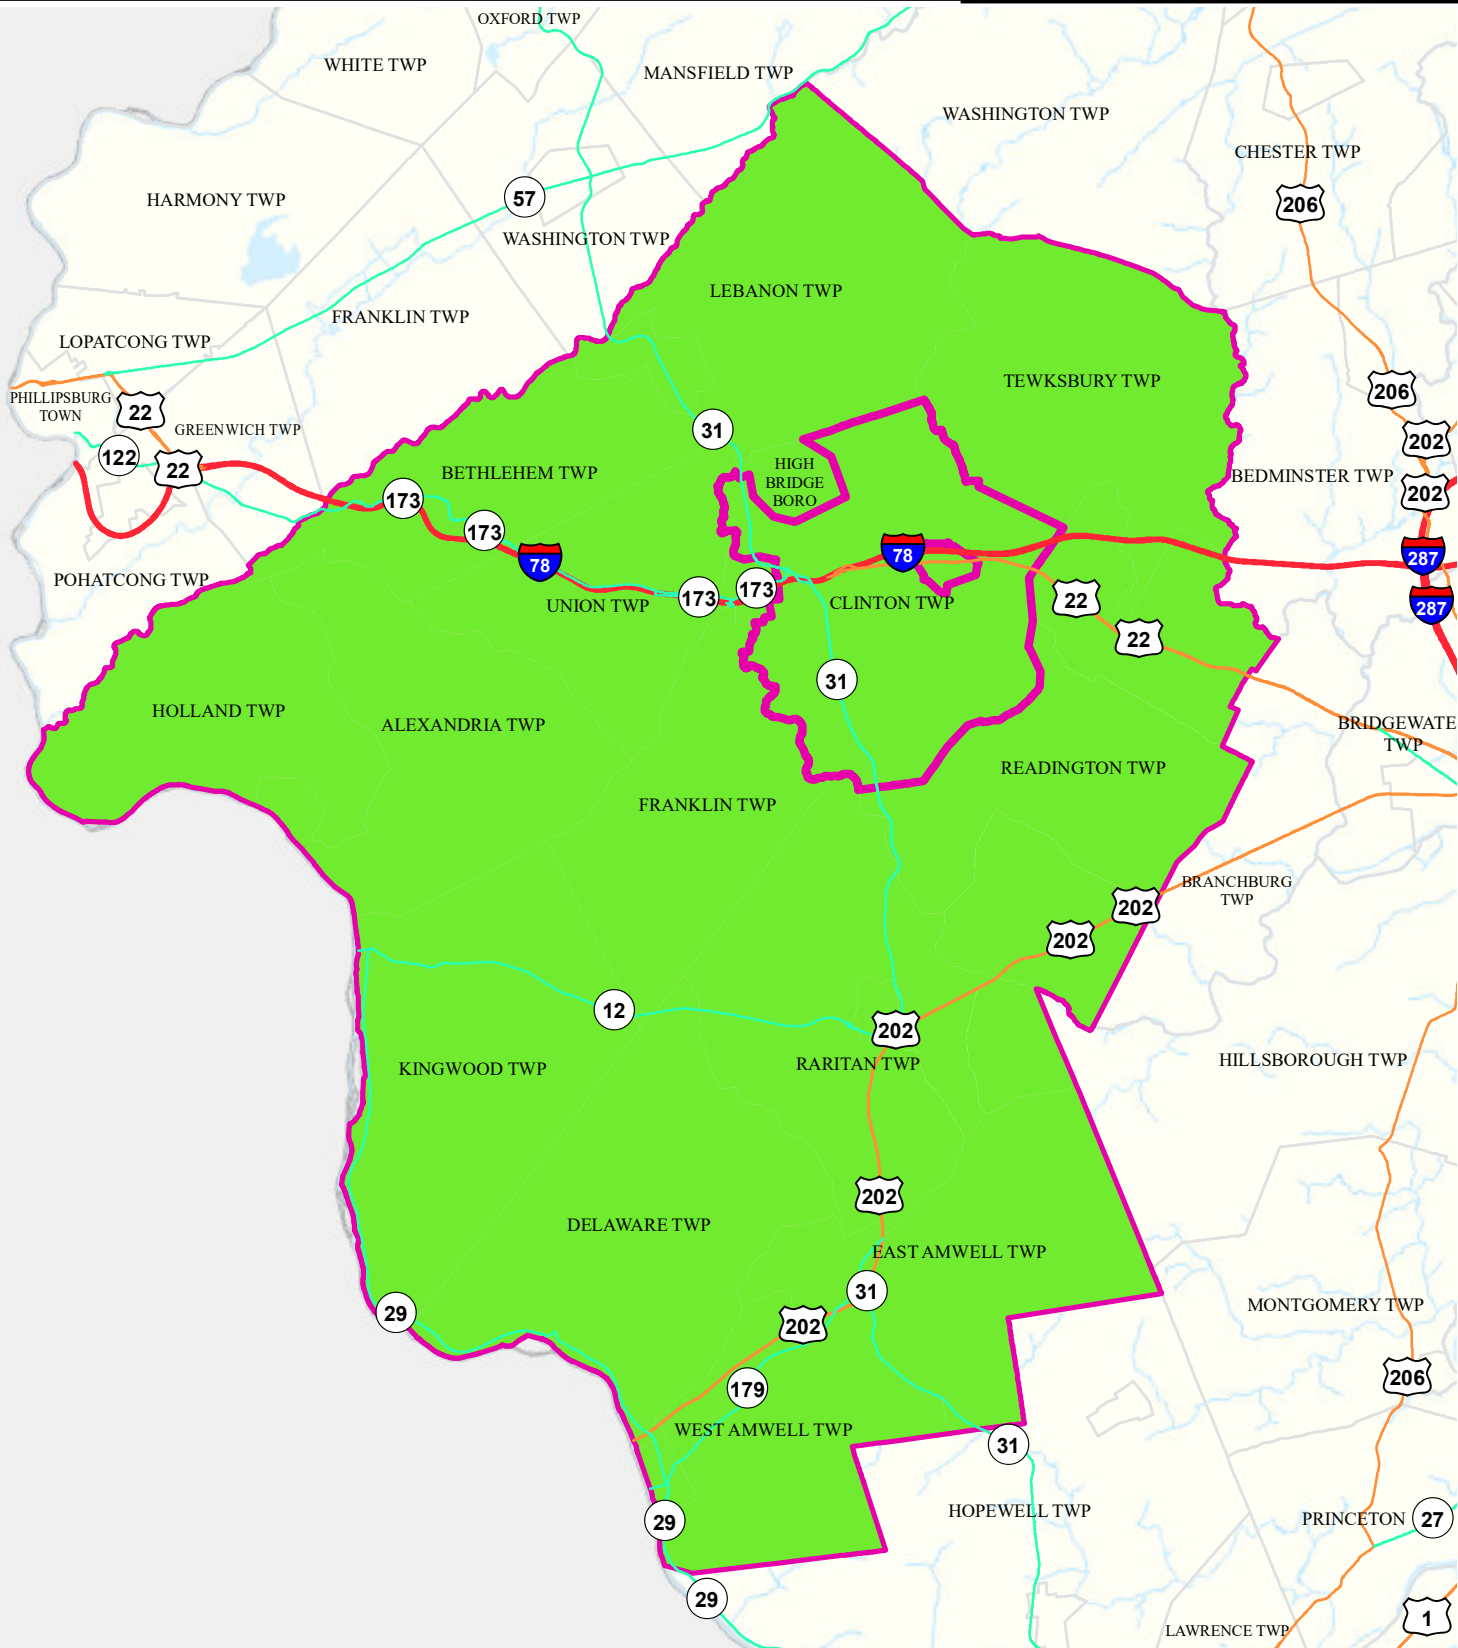 OXFORD TWP
WHITE TWP
MANSFIELD TWP
WASHINGTON TWP
CHESTER TWP
HARMONY TWP
57
206
WASHINGTON TWP
LEBANON TWP
FRANKLIN TWP
LOPATCONG TWP
TEWKSBURY TWP
206
PHILLIPSBURG
TOWN
22
GREENWICH TWP
31
202
122
22
BETHLEHEM TWP
HIGH
BRIDGE
BORO
BEDMINSTER TWP
202
173
173
78
78
287
POHATCONG TWP
UNION TWP
173
173
CLINTON TWP
22
287
22
31
HOLLAND TWP
ALEXANDRIA TWP
BRIDGEWATE
TWP
READINGTON TWP
FRANKLIN TWP
BRANCHBURG
TWP
202
202
12
202
KINGWOOD TWP
RARITAN TWP
HILLSBOROUGH TWP
202
DELAWARE TWP
EAST AMWELL TWP
31
29
MONTGOMERY TWP
202
206
179
WEST AMWELL TWP
31
HOPEWELL TWP
29
PRINCETON
27
29
1
LAWRENCE TWP